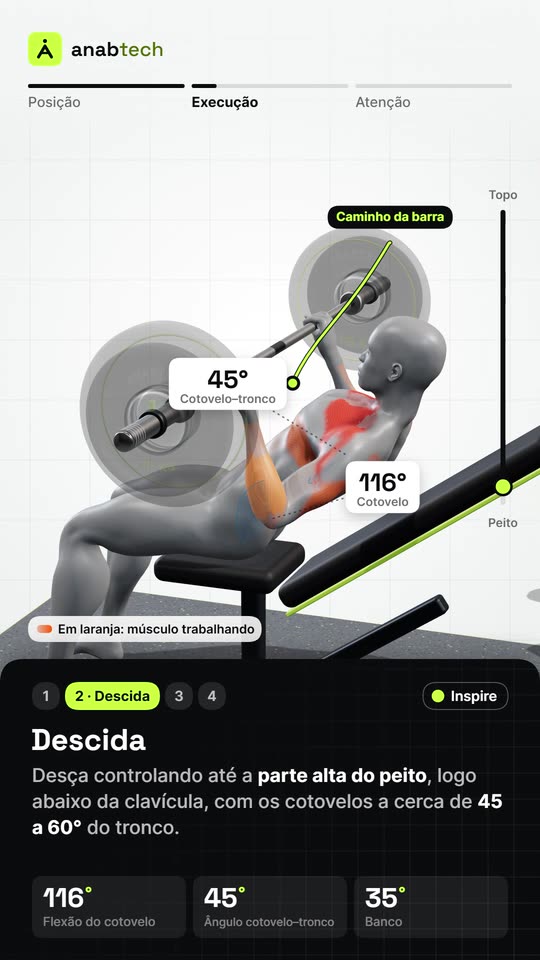 anabtech
Posição
Execução
Atenção
Topo
Caminho da barra
45°
Cotovelo–tronco
116°
Cotovelo
Peito
Em laranja: músculo trabalhando
1
2 · Descida
3
4
Inspire
Descida
Desça controlando até a parte alta do peito, logo
abaixo da clavícula, com os cotovelos a cerca de 45
a 60° do tronco.
116°
Flexão do cotovelo
45°
Ângulo cotovelo–tronco
35°
Banco